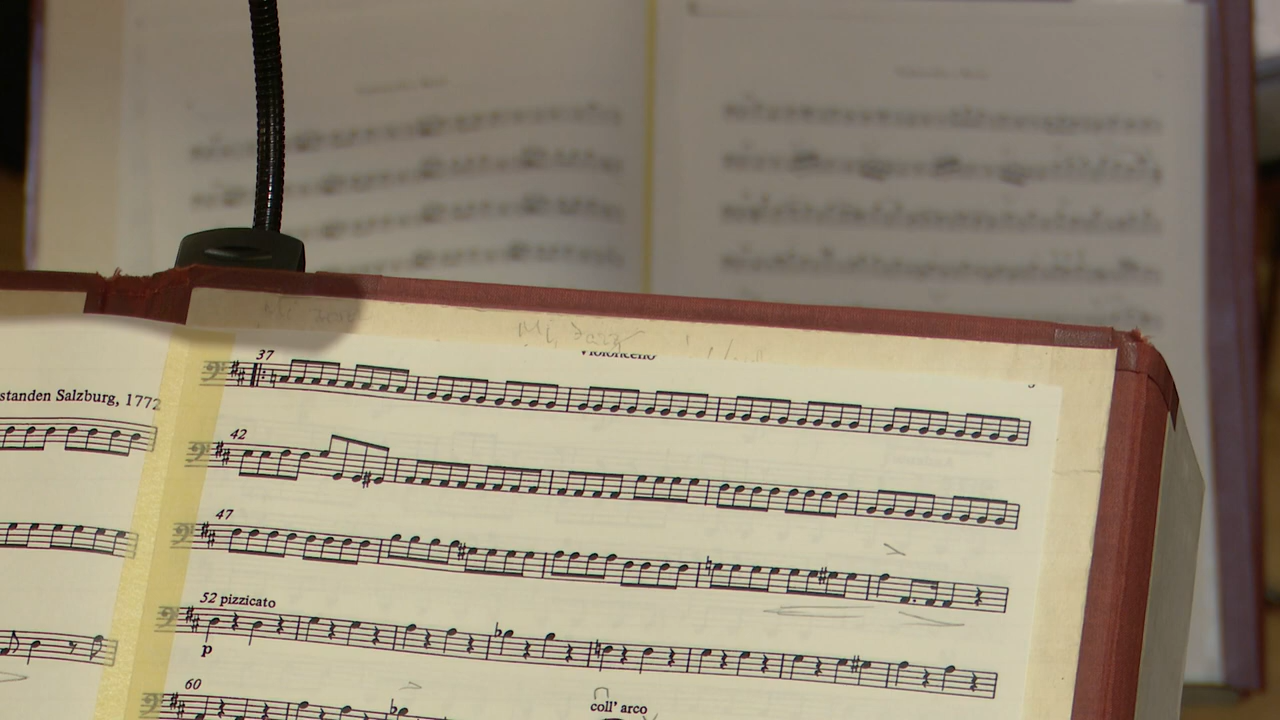 standen Salzburg, 1772
Violoncello
37
42
47
52 pizzicato
p
60
coll' arco